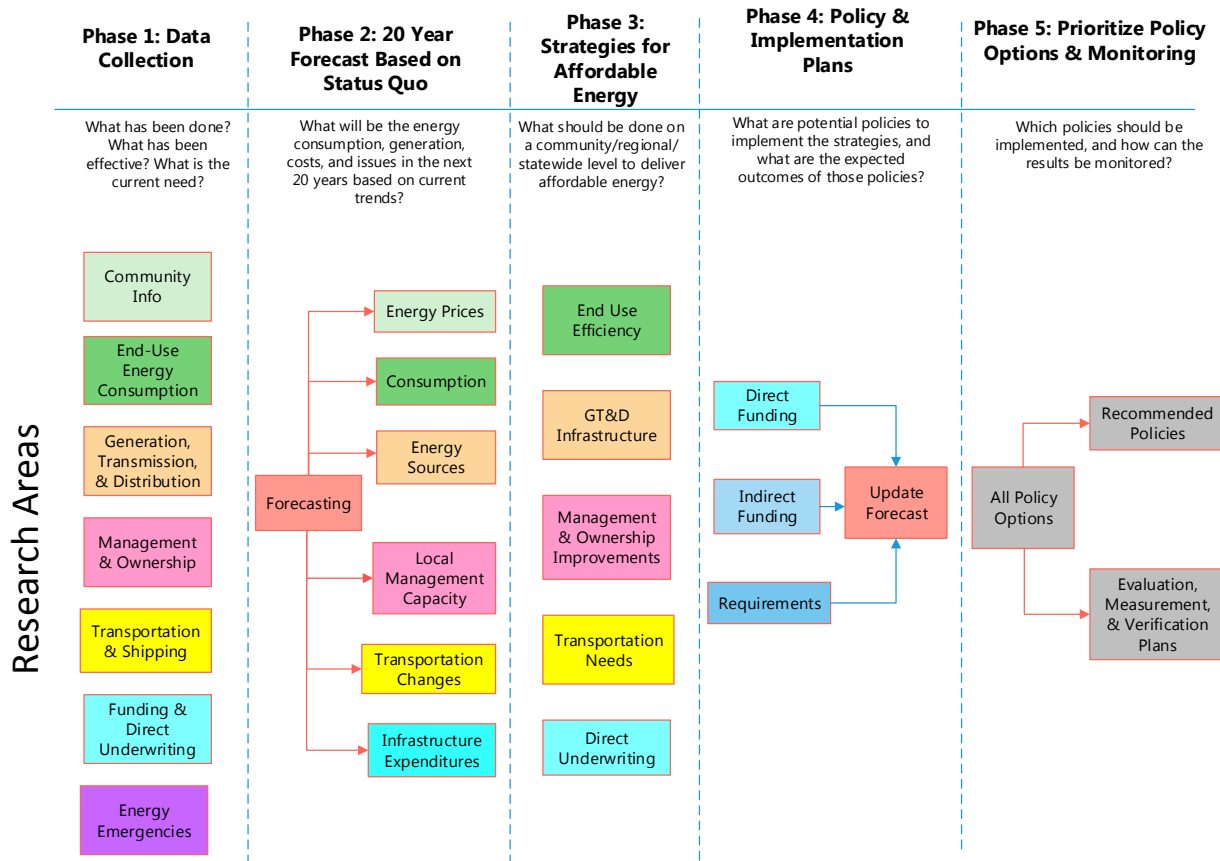 Phase 1: Data
Collection
Phase 2: 20 Year
Forecast Based on
Status Quo
Phase 3:
Strategies for
Affordable
Energy
Phase 4: Policy &
Implementation
Plans
Phase 5: Prioritize Policy
Options & Monitoring
What has been done?
What has been
effective? What is the
current need?
What will be the energy
consumption, generation,
costs, and issues in the next
20 years based on current
trends?
What should be done on
a community/regional/
statewide level to deliver
affordable energy?
What are potential policies to
implement the strategies, and
what are the expected
outcomes of those policies?
Which policies should be
implemented, and how can the
results be monitored?
Research Areas
Community
Info
End-Use
Energy
Consumption
Generation,
Transmission,
& Distribution
Management
& Ownership
Transportation
& Shipping
Funding &
Direct
Underwriting
Energy
Emergencies
Forecasting
Energy Prices
Consumption
Energy
Sources
Local
Management
Capacity
Transportation
Changes
Infrastructure
Expenditures
End Use
Efficiency
GT&D
Infrastructure
Management
& Ownership
Improvements
Transportation
Needs
Direct
Underwriting
Direct
Funding
Indirect
Funding
Requirements
Update
Forecast
All Policy
Options
Recommended
Policies
Evaluation,
Measurement,
& Verification
Plans